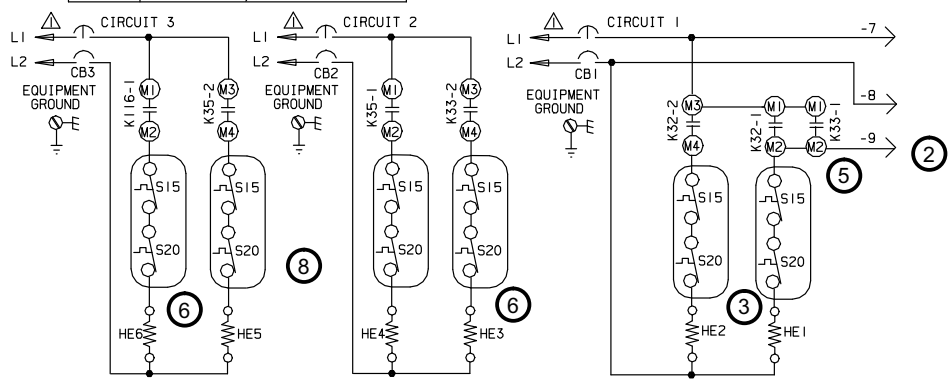 ! CIRCUIT 3 ! CIRCUIT 2 ! CIRCUIT 1
L1 L1 L1 -7
L2 L2 L2
CB3 CB2 CB1
EQUIPMENT GROUND
EQUIPMENT GROUND
EQUIPMENT GROUND
-8
M1 K116-1 M2
M3 K35-2 M4
M1 K35-1 M2
M3 K33-2 M4
M3 K32-2 M4
M1 K32-1 M2
M1 K33-1 M2
-9
2
5
S15 S15 S15 S15 S15 S15
S20 S20 S20 S20 S20 S20
8
6 6 3
HE6 HE5 HE4 HE3 HE2 HE1